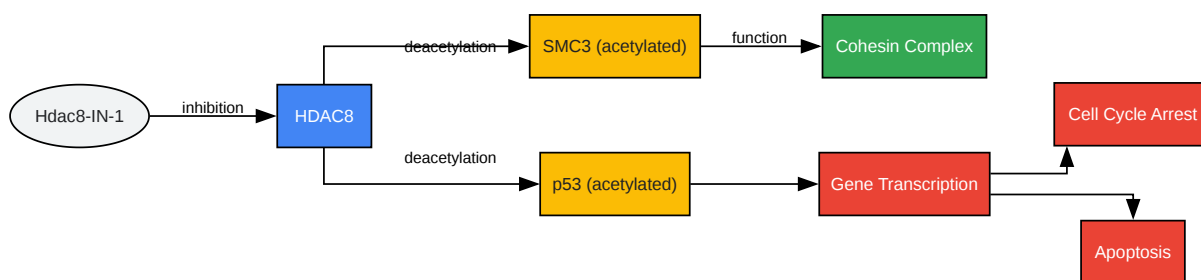 Hdac8-IN-1
inhibition
HDAC8
deacetylation
SMC3 (acetylated)
function
Cohesin Complex
deacetylation
p53 (acetylated)
Gene Transcription
Cell Cycle Arrest
Apoptosis